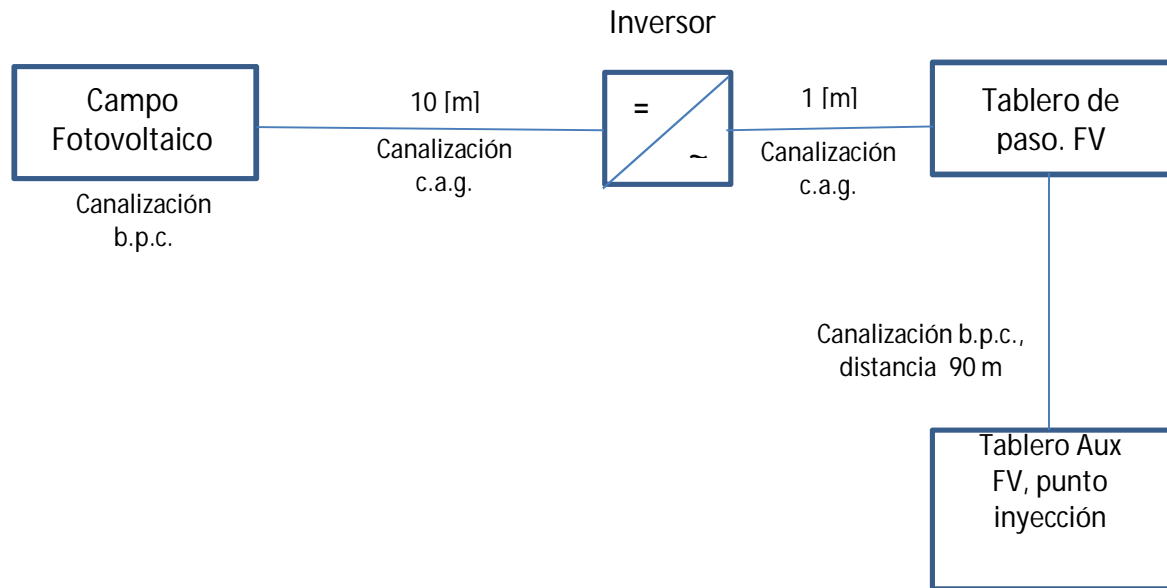 Inversor
Campo
Fotovoltaico
Canalización
b.p.c.
10 [m]
Canalización
c.a.g.
=
~
1 [m]
Canalización
c.a.g.
Tablero de
paso. FV
Canalización b.p.c.,
distancia 90 m
Tablero Aux
FV, punto
inyección